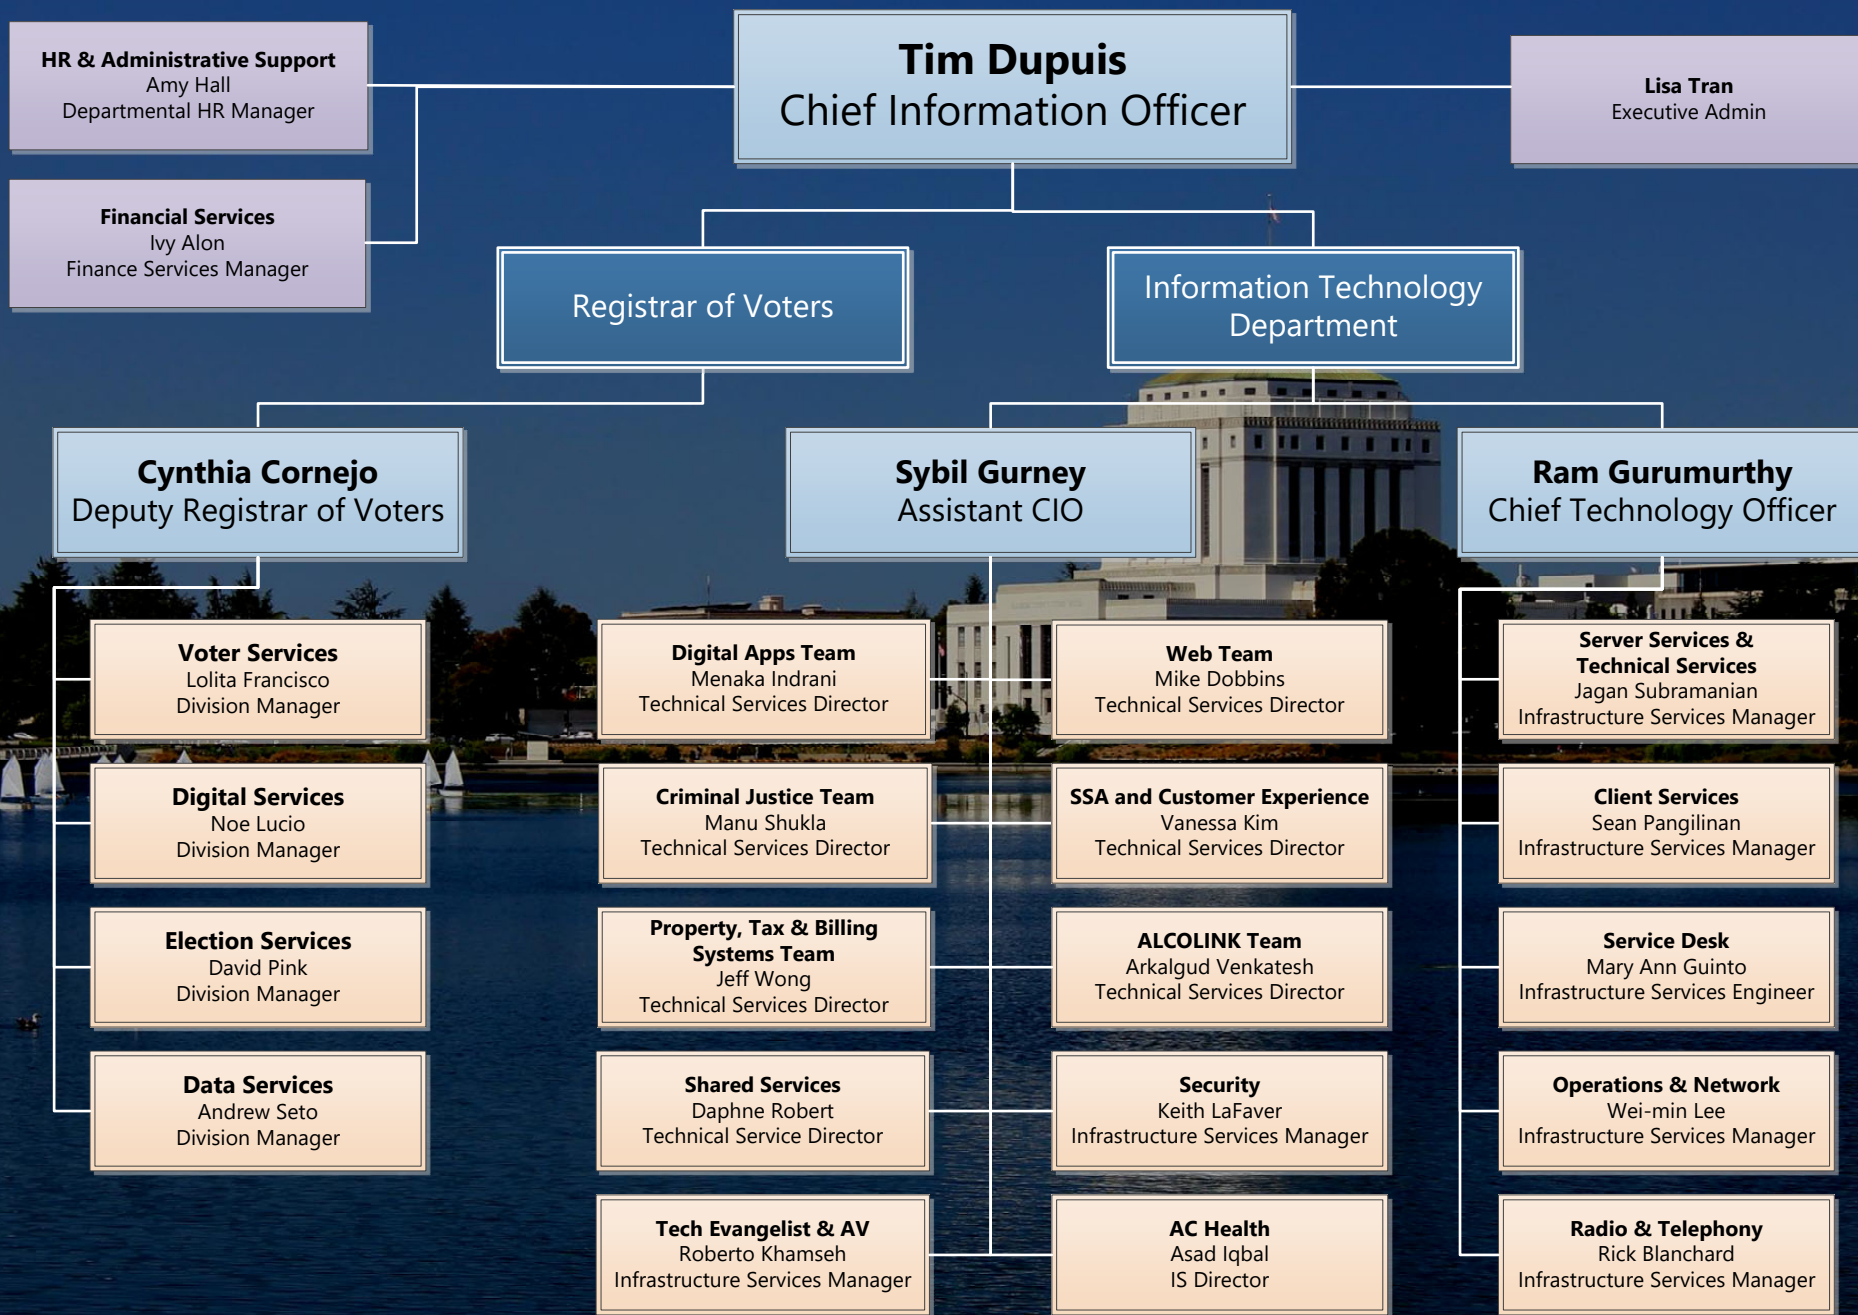 HR & Administrative Support
Amy Hall
Departmental HR Manager
Tim Dupuis
Chief Information Officer
Lisa Tran
Executive Admin
Financial Services
Ivy Alon
Finance Services Manager
Registrar of Voters
Information Technology
Department
Cynthia Cornejo
Deputy Registrar of Voters
Sybil Gurney
Assistant CIO
Ram Gurumurthy
Chief Technology Officer
Voter Services
Lolita Francisco
Division Manager
Digital Services
Noe Lucio
Division Manager
Election Services
David Pink
Division Manager
Data Services
Andrew Seto
Division Manager
Digital Apps Team
Menaka Indrani
Technical Services Director
Criminal Justice Team
Manu Shukla
Technical Services Director
Property, Tax & Billing
Systems Team
Jeff Wong
Technical Services Director
Shared Services
Daphne Robert
Technical Service Director
Tech Evangelist & AV
Roberto Khamseh
Infrastructure Services Manager
Web Team
Mike Dobbins
Technical Services Director
SSA and Customer Experience
Vanessa Kim
Technical Services Director
ALCOLINK Team
Arkalgud Venkatesh
Technical Services Director
Security
Keith LaFaver
Infrastructure Services Manager
AC Health
Asad Iqbal
IS Director
Server Services &
Technical Services
Jagan Subramanian
Infrastructure Services Manager
Client Services
Sean Pangilinan
Infrastructure Services Manager
Service Desk
Mary Ann Guinto
Infrastructure Services Engineer
Operations & Network
Wei-min Lee
Infrastructure Services Manager
Radio & Telephony
Rick Blanchard
Infrastructure Services Manager